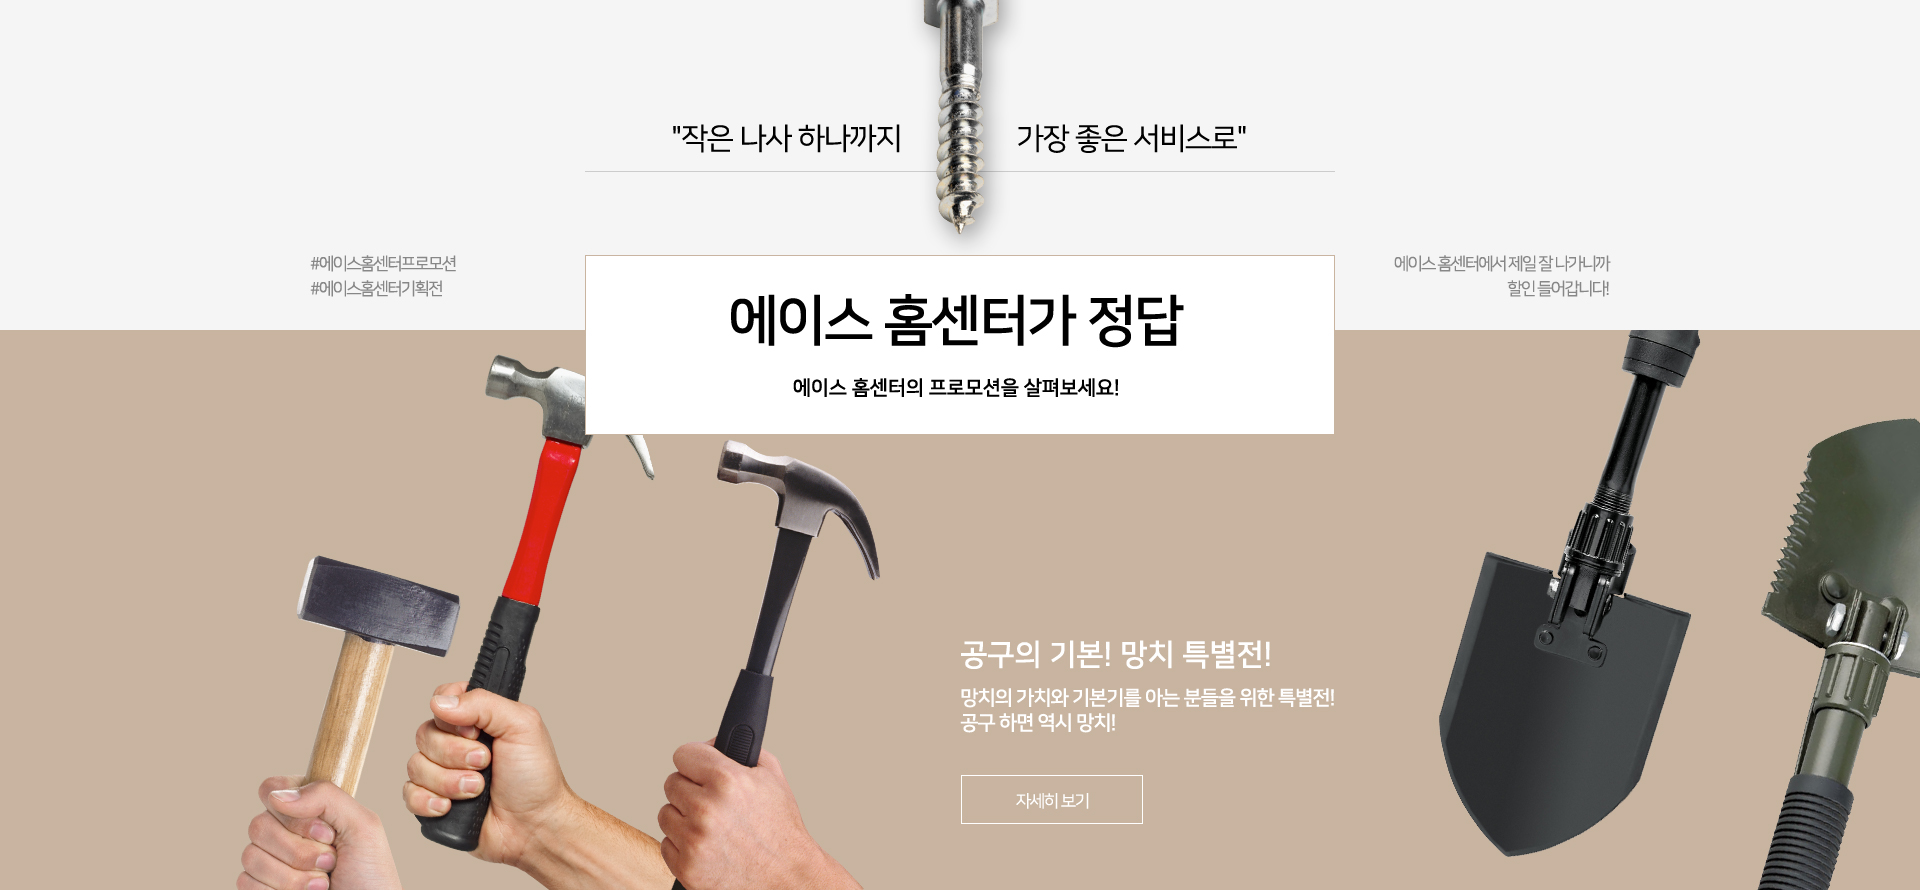 "작은 나사 하나까지 가장 좋은 서비스로"
#에이스홈센터프로모션
#에이스홈센터기획전
에이스 홈센터에서 제일 잘 나가니까
할인 들어갑니다!
에이스 홈센터가 정답
에이스 홈센터의 프로모션을 살펴보세요!
공구의 기본! 망치 특별전!
망치의 가치와 기본기를 아는 분들을 위한 특별전!
공구 하면 역시 망치!
자세히 보기